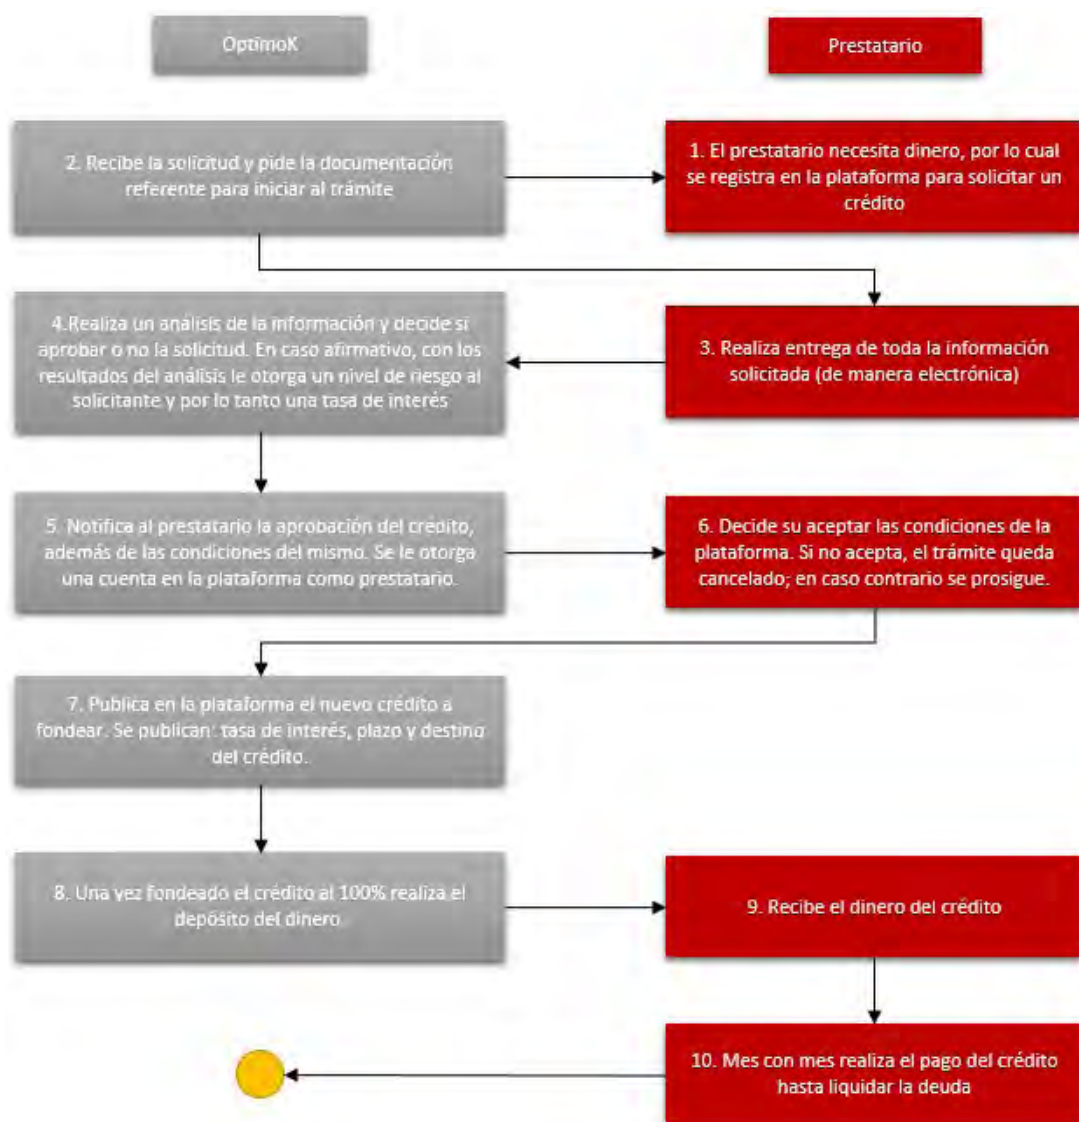 OptimoK
Prestatario
2. Recibe la solicitud y pide la documentación
referente para iniciar al trámite
1. El prestatario necesita dinero, por lo cual
se registra en la plataforma para solicitar un
crédito
4.Realiza un análisis de la información y decide si
aprobar o no la solicitud. En caso afirmativo, con los
resultados del análisis le otorga un nivel de riesgo al
solicitante y por lo tanto una tasa de interés
3. Realiza entrega de toda la información
solicitada (de manera electrónica)
5. Notifica al prestatario la aprobación del crédito,
además de las condiciones del mismo. Se le otorga
una cuenta en la plataforma como prestatario.
6. Decide su aceptar las condiciones de la
plataforma. Si no acepta, el trámite queda
cancelado; en caso contrario se prosigue.
7. Publica en la plataforma el nuevo crédito a
fondear. Se publican: tasa de interés, plazo y destino
del crédito.
8. Una vez fondeado el crédito al 100% realiza el
depósito del dinero.
9. Recibe el dinero del crédito
10. Mes con mes realiza el pago del crédito
hasta liquidar la deuda